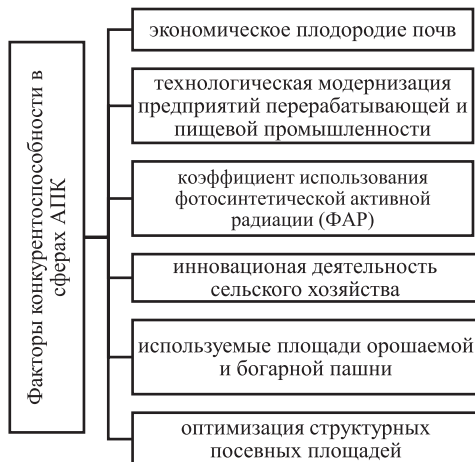 Факторы конкурентоспособности в
сферах АПК
экономическое плодородие почв
технологическая модернизация
предприятий перерабатывающей и
пищевой промышленности
коэффициент использования
фотосинтетической активной
радиации (ФАР)
инновационая деятельность
сельского хозяйства
используемые площади орошаемой
и богарной пашни
оптимизация структурных
посевных площадей